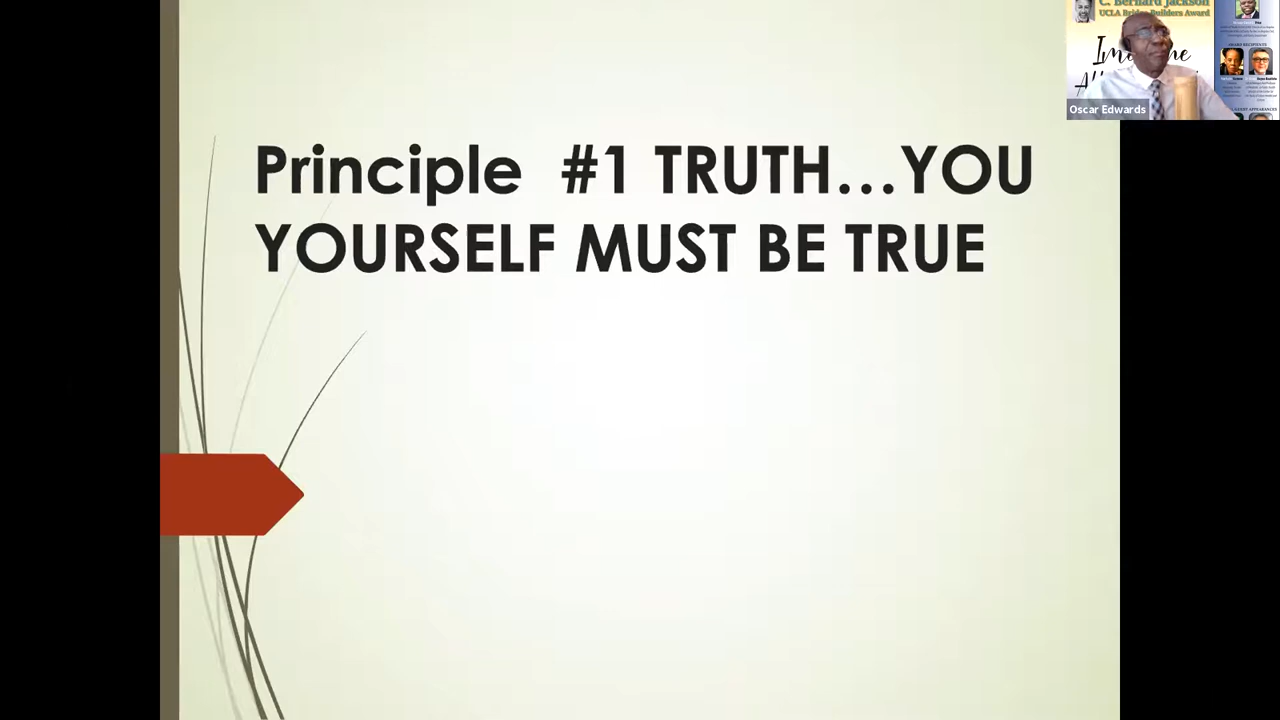 Principle #1 TRUTH...YOU
YOURSELF MUST BE TRUE
C. Bernard Jackson
UCLA Bridge Builders Award
Oscar Edwards